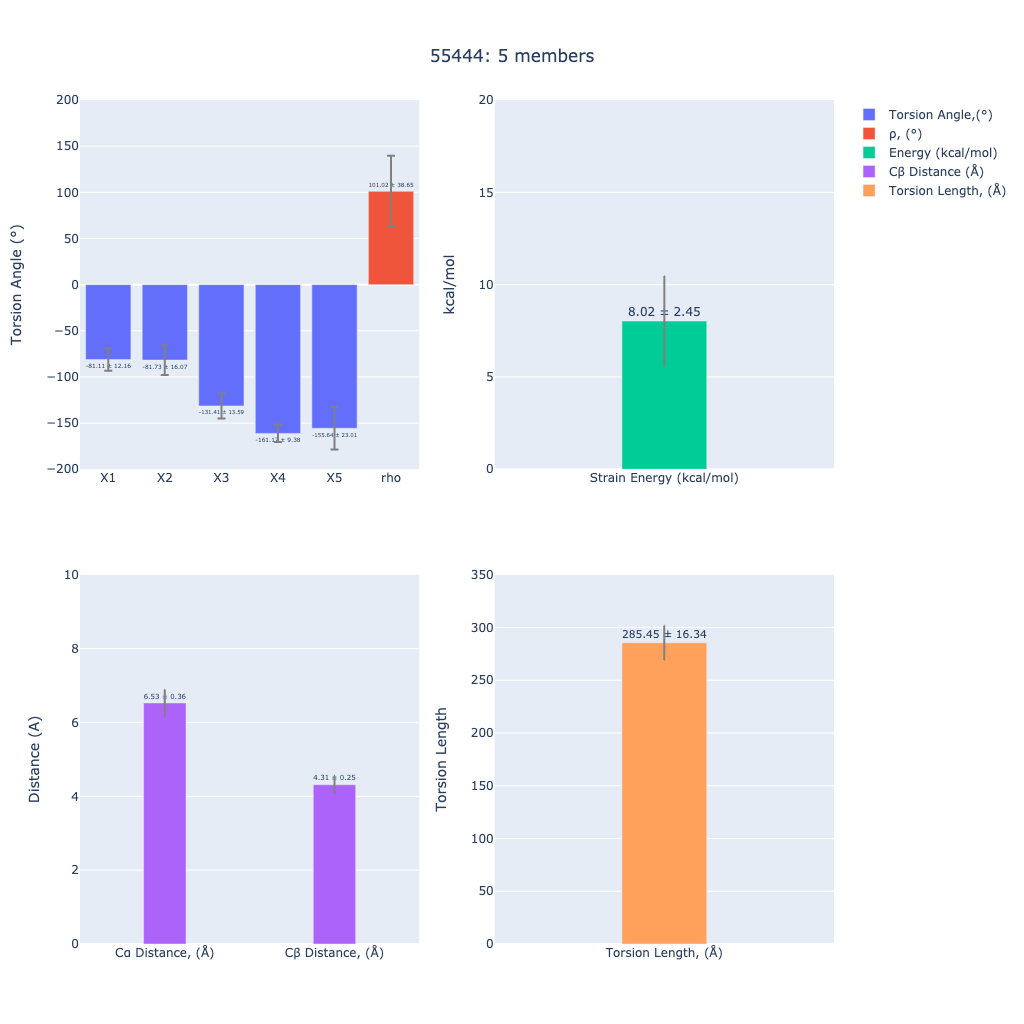 55444: 5 members
Torsion Angle (°)
200
150
100
50
0
−50
−100
−150
−200
101.02 ± 38.65
-81.11 ± 12.16
-81.73 ± 16.07
-131.41 ± 13.59
-161.17 ± 9.38
-155.64 ± 23.01
X1 X2 X3 X4 X5 rho
kcal/mol
20
15
10
5
0
8.02 ± 2.45
Strain Energy (kcal/mol)
Torsion Angle,(°)
ρ, (°)
Energy (kcal/mol)
Cβ Distance (Å)
Torsion Length, (Å)
Distance (A)
10
8
6
4
2
0
6.53 ± 0.36
4.31 ± 0.25
Cα Distance, (Å) Cβ Distance, (Å)
Torsion Length
350
300
250
200
150
100
50
0
285.45 ± 16.34
Torsion Length, (Å)